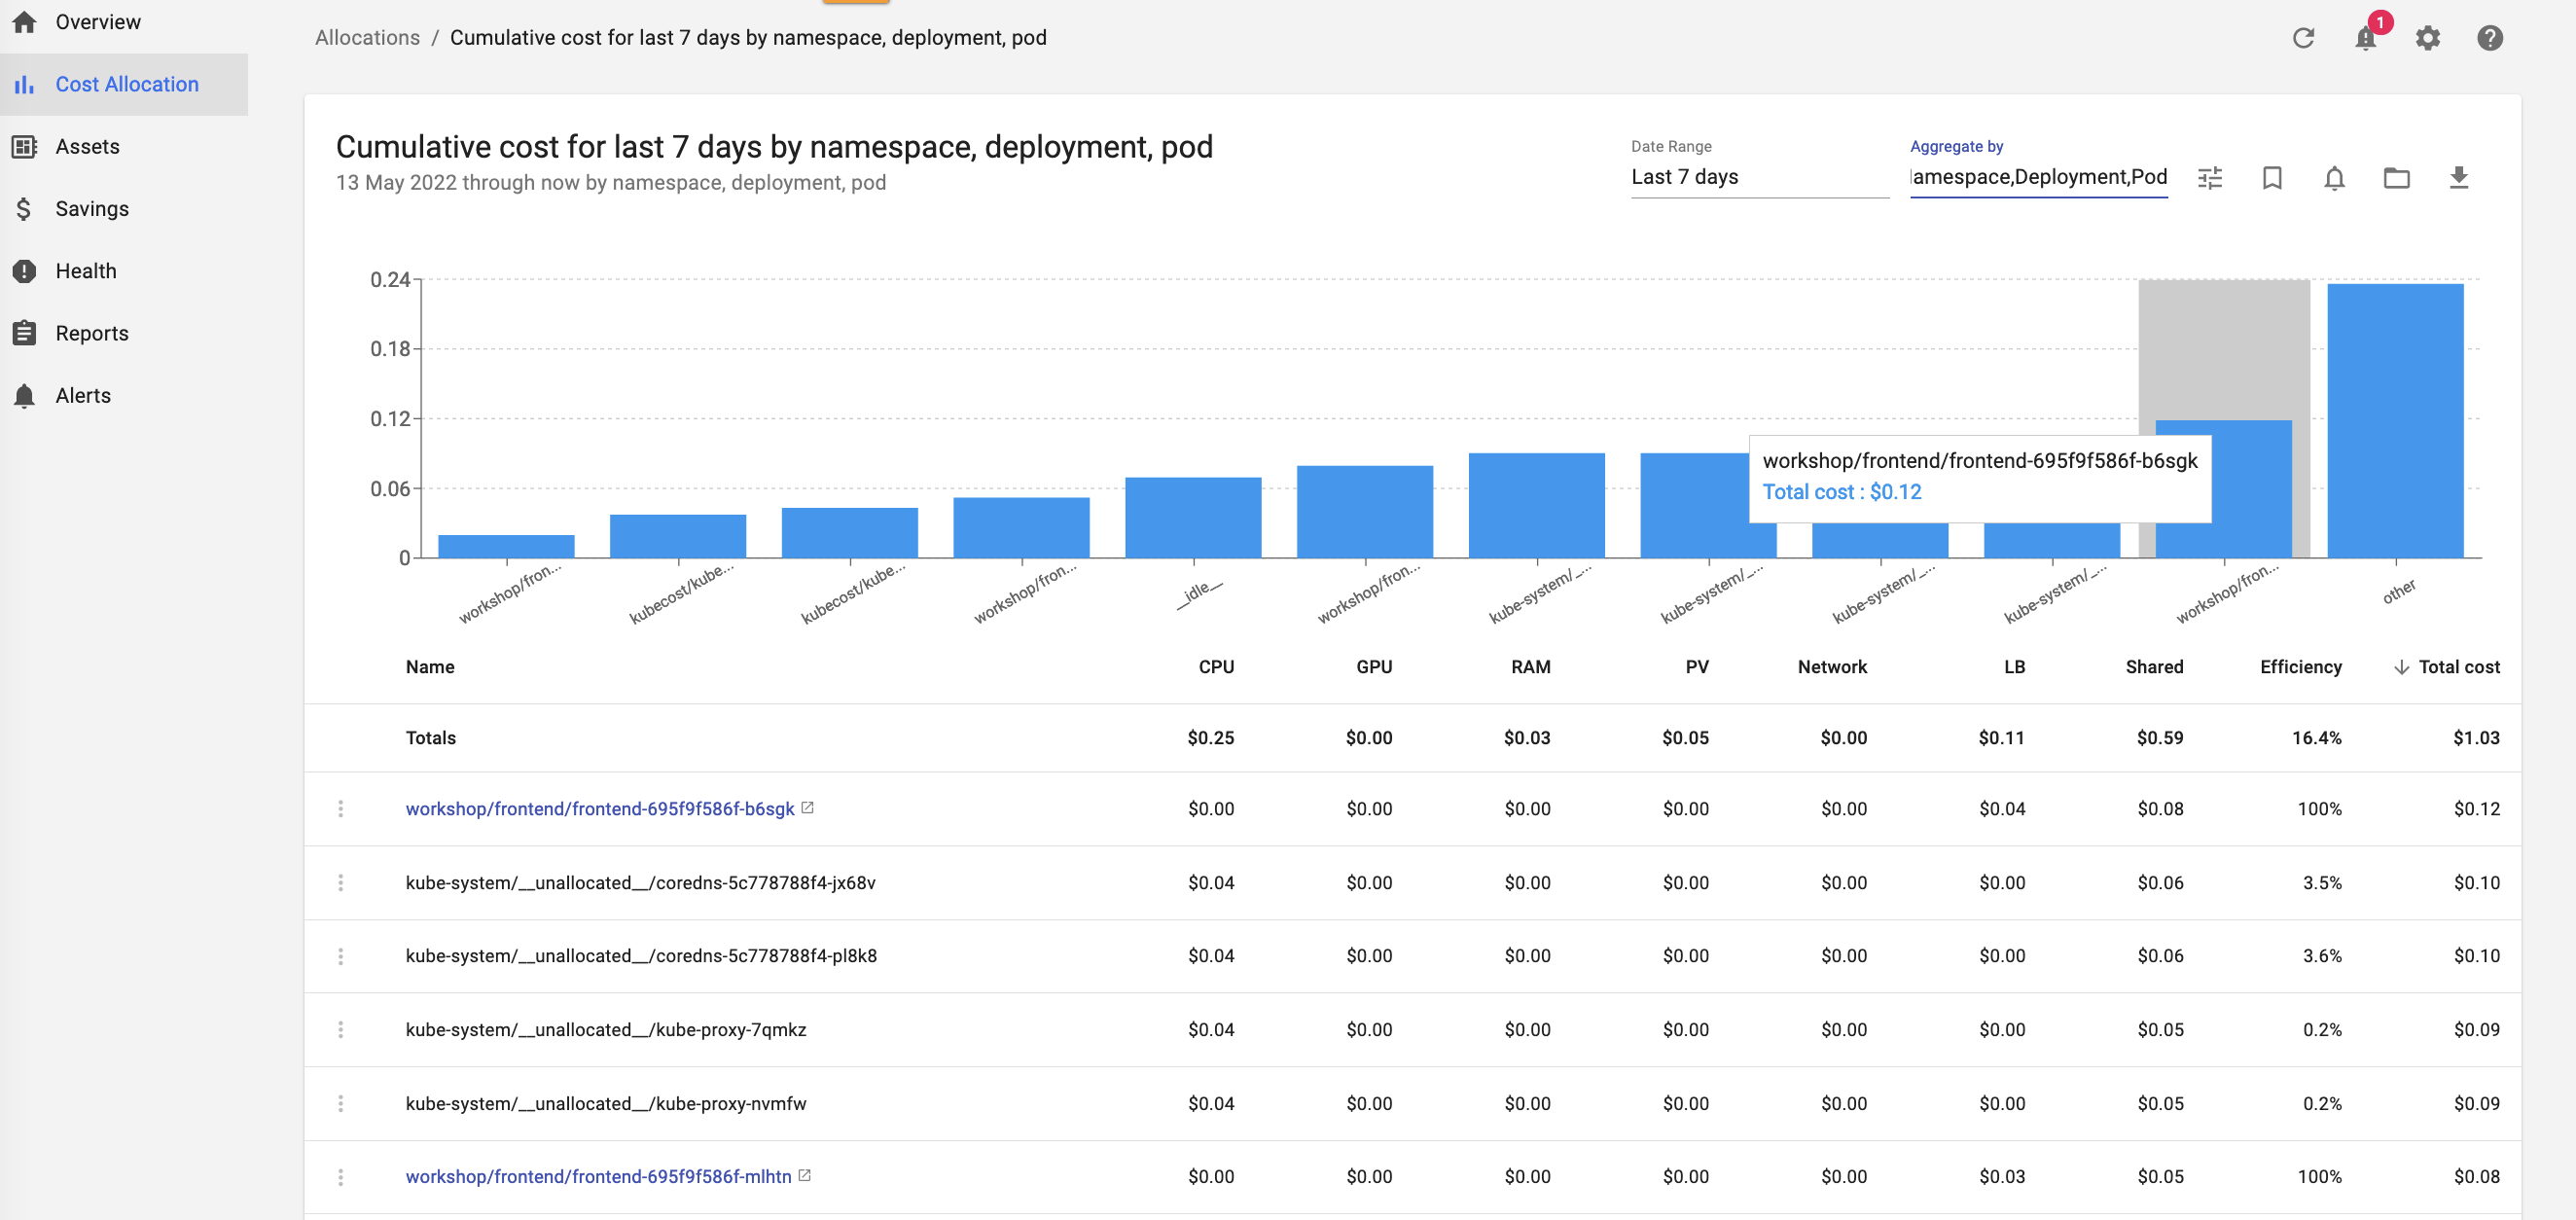 Overview
Cost Allocation
Assets
Savings
Health
Reports
Alerts
Allocations / Cumulative cost for last 7 days by namespace, deployment, pod
1
Cumulative cost for last 7 days by namespace, deployment, pod
13 May 2022 through now by namespace, deployment, pod
Date Range
Last 7 days
Aggregate by
amespace,Deployment,Pod
0.24
0.18
0.12
0.06
0
workshop/frontend/frontend-695f9f586f-b6sgk
Total cost : $0.12
workshop/fron...
kubecost/kube...
kubecost/kube...
workshop/fron...
__idle__
workshop/fron...
kube-system/_...
kube-system/_...
kube-system/_...
kube-system/_...
workshop/fron...
other
Name CPU GPU RAM PV Network LB Shared Efficiency Total cost
Totals $0.25 $0.00 $0.03 $0.05 $0.00 $0.11 $0.59 16.4% $1.03
workshop/frontend/frontend-695f9f586f-b6sgk $0.00 $0.00 $0.00 $0.00 $0.00 $0.04 $0.08 100% $0.12
kube-system/__unallocated__/coredns-5c778788f4-jx68v $0.04 $0.00 $0.00 $0.00 $0.00 $0.00 $0.06 3.5% $0.10
kube-system/__unallocated__/coredns-5c778788f4-pl8k8 $0.04 $0.00 $0.00 $0.00 $0.00 $0.00 $0.06 3.6% $0.10
kube-system/__unallocated__/kube-proxy-7qmkz $0.04 $0.00 $0.00 $0.00 $0.00 $0.00 $0.05 0.2% $0.09
kube-system/__unallocated__/kube-proxy-nvmfw $0.04 $0.00 $0.00 $0.00 $0.00 $0.00 $0.05 0.2% $0.09
workshop/frontend/frontend-695f9f586f-mlhtn $0.00 $0.00 $0.00 $0.00 $0.00 $0.03 $0.05 100% $0.08